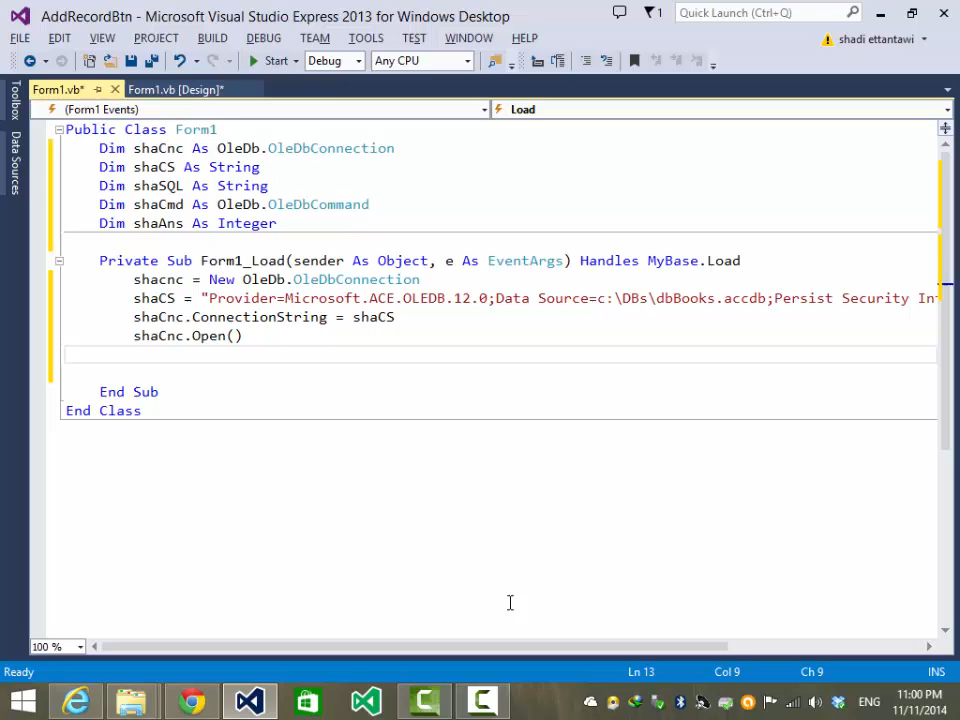 AddRecordBtn - Microsoft Visual Studio Express 2013 for Windows Desktop
1
Quick Launch (Ctrl+Q)
FILE EDIT VIEW PROJECT BUILD DEBUG TEAM TOOLS TEST WINDOW HELP
shadi ettantawi
Start Debug Any CPU
Toolbox
Data Sources
Form1.vb* Form1.vb [Design]*
(Form1 Events) Load
Public Class Form1
Dim shaCnc As OleDb.OleDbConnection
Dim shaCS As String
Dim shaSQL As String
Dim shaCmd As OleDb.OleDbCommand
Dim shaAns As Integer
Private Sub Form1_Load(sender As Object, e As EventArgs) Handles MyBase.Load
shacnc = New OleDb.OleDbConnection
shaCS = "Provider=Microsoft.ACE.OLEDB.12.0;Data Source=c:\DBs\dbBooks.accdb;Persist Security In
shaCnc.ConnectionString = shaCS
shaCnc.Open()
End Sub
End Class
100 %
Ready Ln 13 Col 9 Ch 9 INS
ENG
11:00 PM
11/11/2014